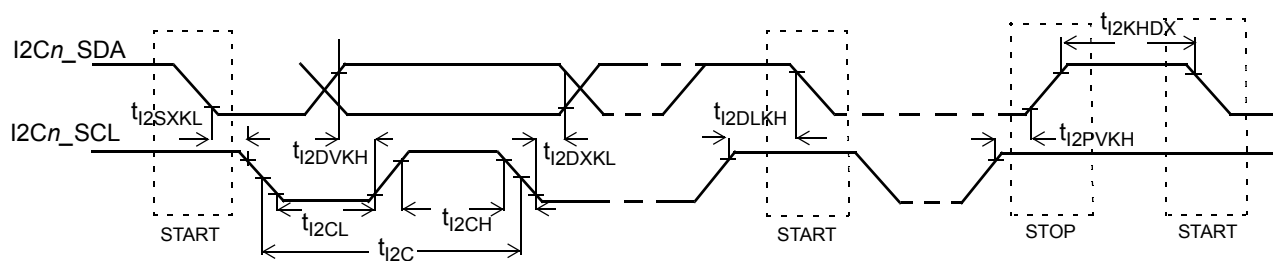 I2Cn_SDA
tI2KHDX
tI2SXKL
tI2DLKH
I2Cn_SCL
tI2DVKH
tI2DXKL
tI2PVKH
tI2CL
tI2CH
START
START
STOP
START
tI2C